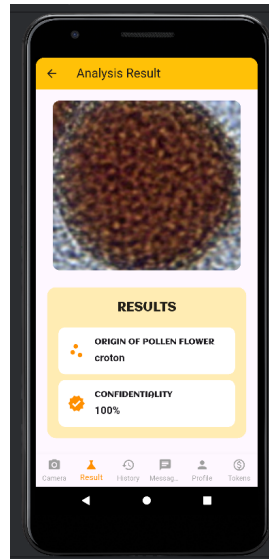 Analysis Result
RESULTS
ORIGIN OF POLLEN FLOWER
croton
CONFIDENTIALITY
100%
Camera Result History Messag... Profile Tokens